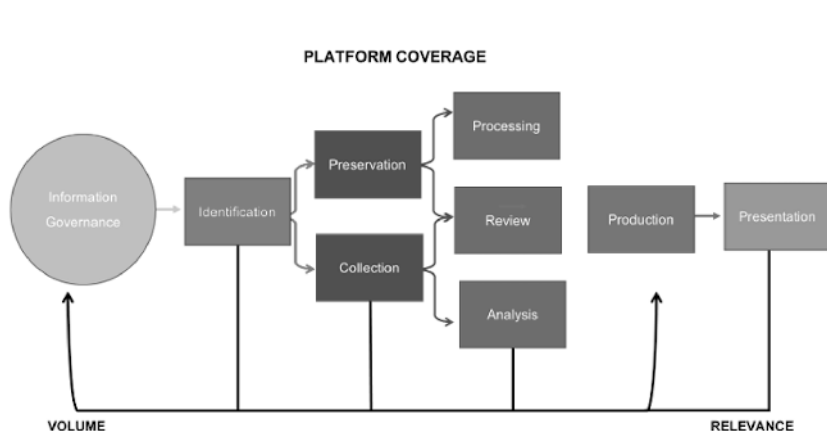 PLATFORM COVERAGE
Information
Governance
Identification
Preservation
Collection
Processing
Review
Analysis
Production
Presentation
VOLUME
RELEVANCE